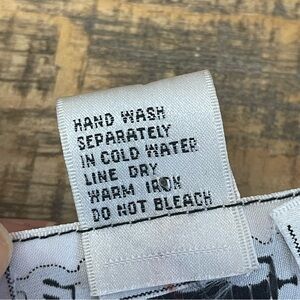 HAND WASH
SEPARATELY
IN COLD WATER
LINE DRY
WARM IRON
DO NOT BLEACH